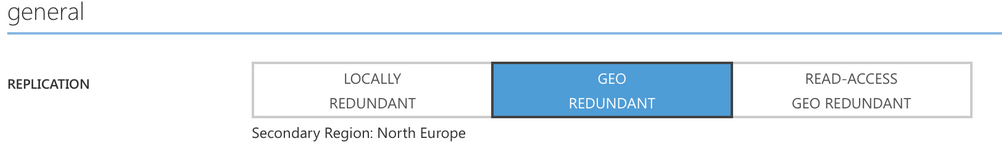 general
REPLICATION
LOCALLY
REDUNDANT
GEO
REDUNDANT
READ-ACCESS
GEO REDUNDANT
Secondary Region: North Europe